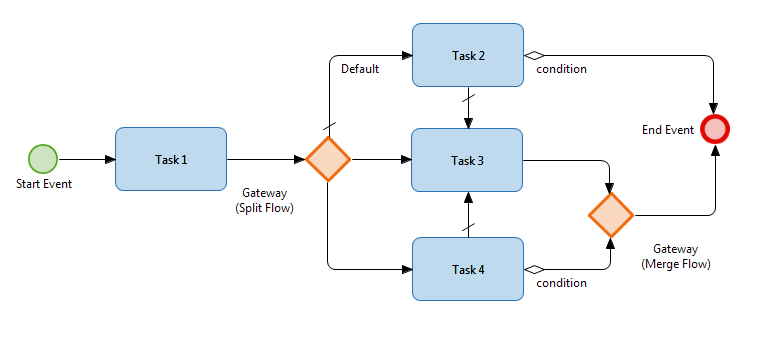 Task 2
Default
condition
End Event
Task 1
Task 3
Start Event
Gateway
(Split Flow)
Gateway
(Merge Flow)
Task 4
condition